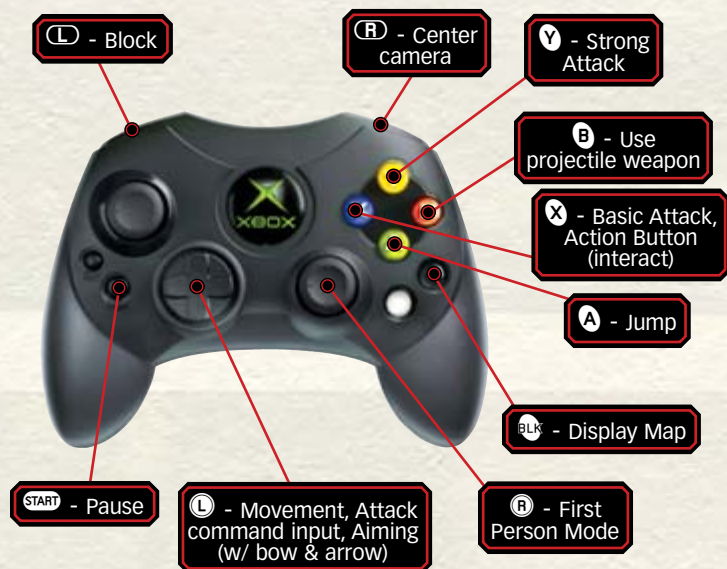 L - Block
R - Center
camera
Y - Strong
Attack
B - Use
projectile weapon
XBOX
X - Basic Attack,
Action Button
(interact)
A - Jump
BLK - Display Map
START - Pause
L - Movement, Attack
command input, Aiming
(w/ bow & arrow)
R - First
Person Mode